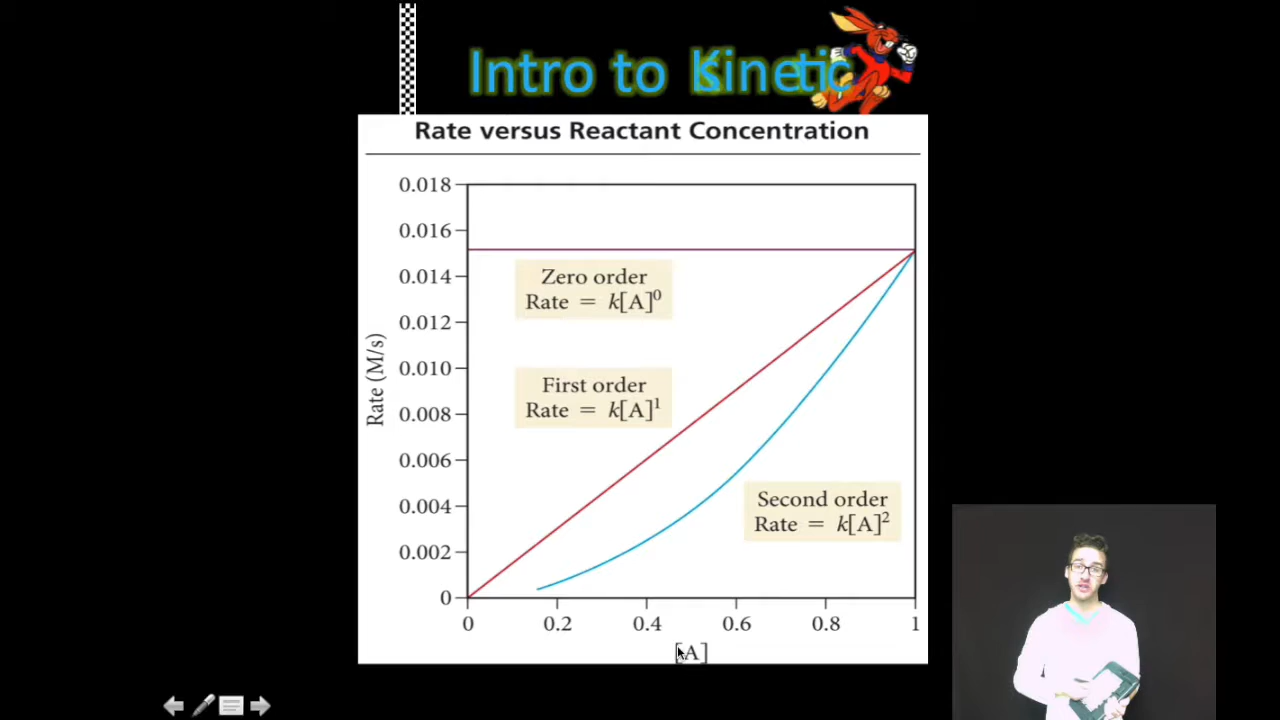 Intro to Kinetics
Rate versus Reactant Concentration
0.018
0.016
0.014
0.012
0.010
0.008
0.006
0.004
0.002
0
Rate (M/s)
Zero order
Rate = k[A]⁰
First order
Rate = k[A]¹
Second order
Rate = k[A]²
0 0.2 0.4 0.6 0.8 1
[A]